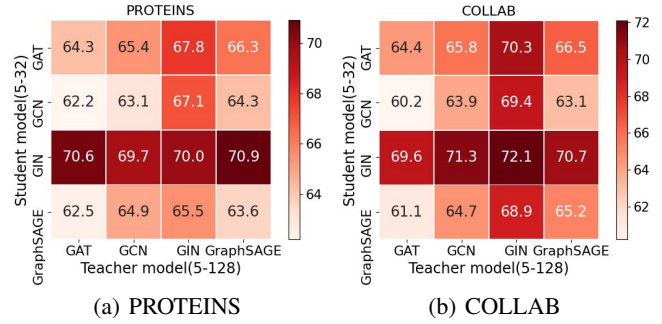 PROTEINS
Student model(5-32)
GAT
64.3 65.4 67.8 66.3
GCN
62.2 63.1 67.1 64.3
GIN
70.6 69.7 70.0 70.9
GraphSAGE
62.5 64.9 65.5 63.6
GAT GCN GIN GraphSAGE
Teacher model(5-128)
70
68
66
64
(a) PROTEINS
COLLAB
Student model(5-32)
GAT
64.4 65.8 70.3 66.5
GCN
60.2 63.9 69.4 63.1
GIN
69.6 71.3 72.1 70.7
GraphSAGE
61.1 64.7 68.9 65.2
GAT GCN GIN GraphSAGE
Teacher model(5-128)
72
70
68
66
64
62
(b) COLLAB